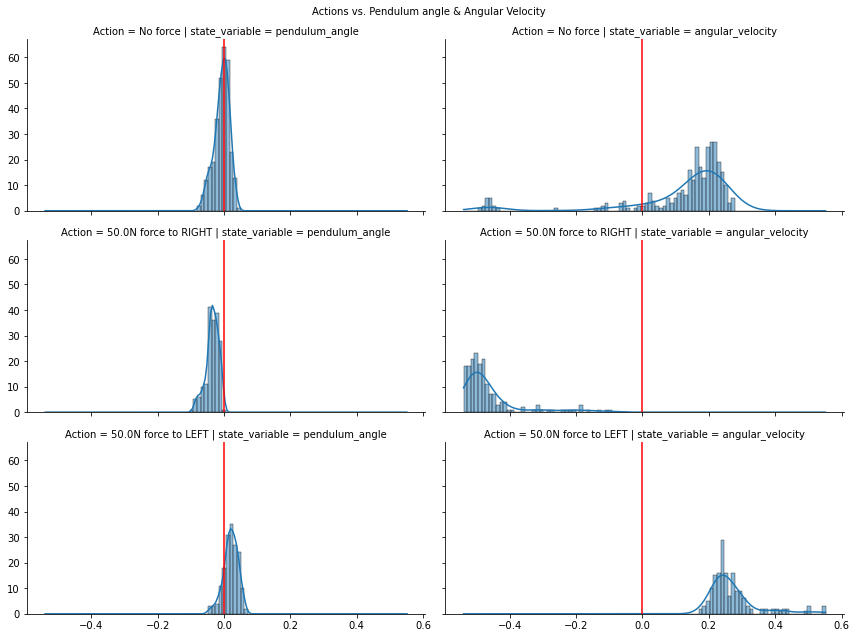 Actions vs. Pendulum angle & Angular Velocity
Action = No force | state_variable = pendulum_angle
Action = No force | state_variable = angular_velocity
60
50
40
30
20
10
0
Action = 50.0N force to RIGHT | state_variable = pendulum_angle
Action = 50.0N force to RIGHT | state_variable = angular_velocity
60
50
40
30
20
10
0
Action = 50.0N force to LEFT | state_variable = pendulum_angle
Action = 50.0N force to LEFT | state_variable = angular_velocity
60
50
40
30
20
10
0
−0.4 −0.2 0.0 0.2 0.4 0.6
−0.4 −0.2 0.0 0.2 0.4 0.6